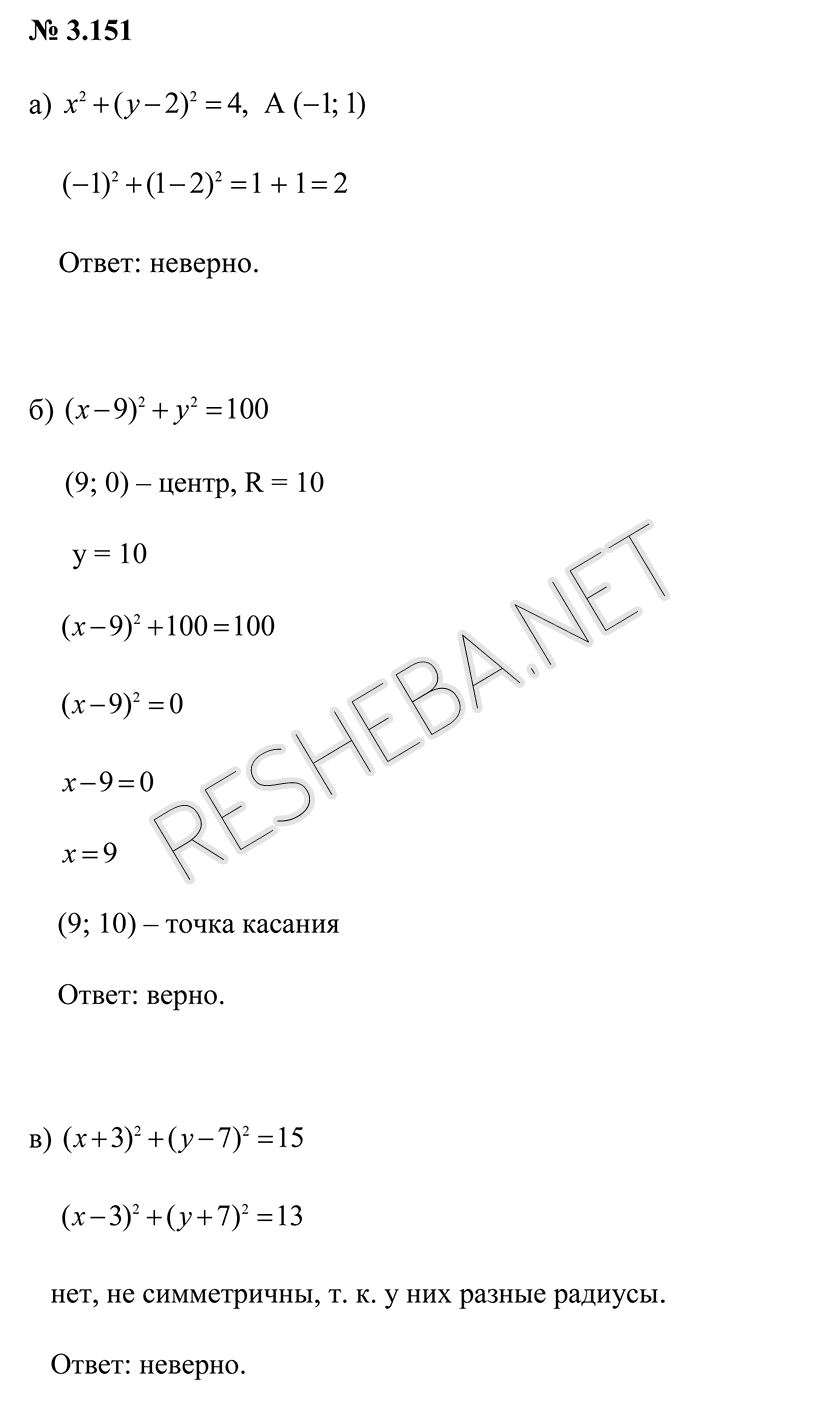 № 3.151
а) x² + (y − 2)² = 4, A (−1; 1)
(−1)² + (1 − 2)² = 1 + 1 = 2
Ответ: неверно.
б) (x − 9)² + y² = 100
(9; 0) – центр, R = 10
y = 10
(x − 9)² + 100 = 100
(x − 9)² = 0
x − 9 = 0
x = 9
(9; 10) – точка касания
Ответ: верно.
в) (x + 3)² + (y − 7)² = 15
(x − 3)² + (y + 7)² = 13
нет, не симметричны, т. к. у них разные радиусы.
Ответ: неверно.
RESHEBA.NET